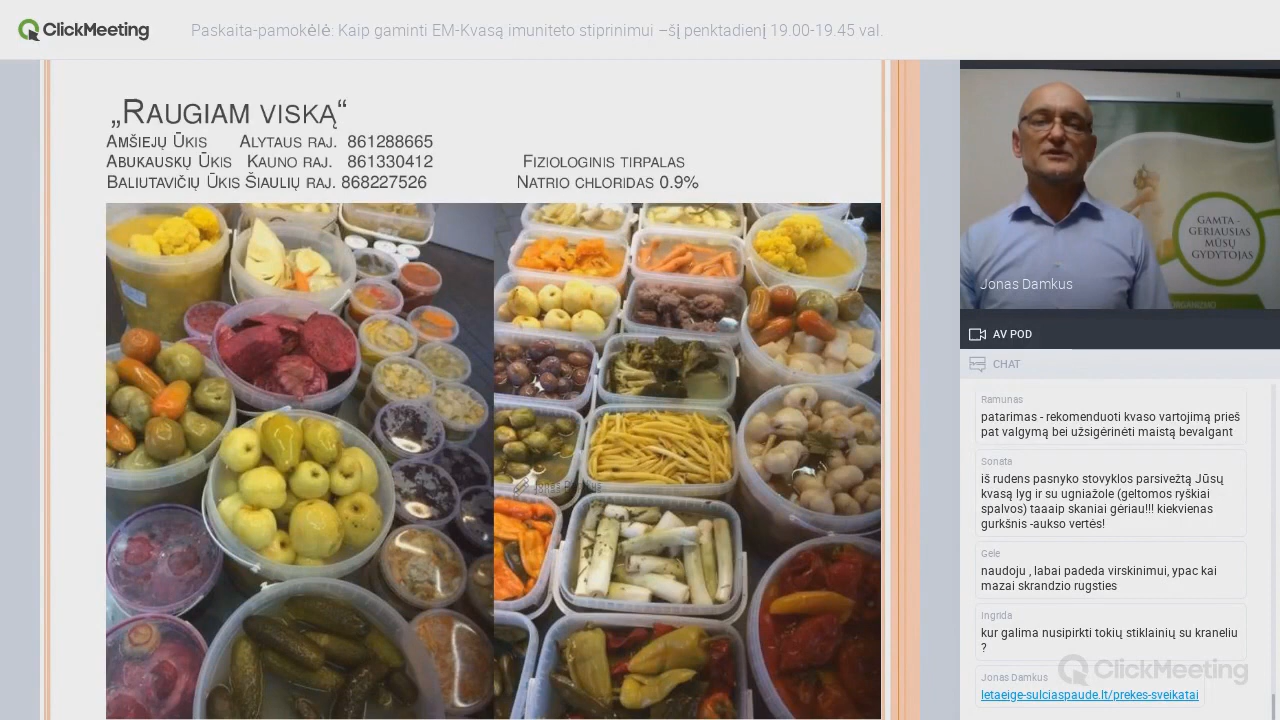 ClickMeeting
Paskaita-pamokėlė: Kaip gaminti EM-Kvasą imuniteto stiprinimui –šį penktadienį 19.00-19.45 val.
„Raugiam viską“
Amšiejų Ūkis Alytaus raj. 861288665
Abukauskų Ūkis Kauno raj. 861330412
Baliutavičių Ūkis Šiaulių raj. 868227526
Fiziologinis tirpalas
Natrio chloridas 0.9%
GAMTA -
GERIAUSIAS
MŪSŲ
GYDYTOJAS
Jonas Damkus
AV POD
CHAT
Ramunas
patarimas - rekomenduoti kvaso vartojimą prieš
pat valgymą bei užsigėrinėti maistą bevalgant
Sonata
iš rudens pasnyko stovyklos parsivežtą Jūsų
kvasą lyg ir su ugniažole (geltomos ryškiai
spalvos) taaaip skaniai gėriau!!! kiekvienas
gurkšnis -aukso vertės!
Gele
naudoju , labai padeda virskinimui, ypac kai
mazai skrandzio rugsties
Ingrida
kur galima nusipirkti tokių stiklainių su kraneliu
?
Jonas Damkus
letaeige-sulciaspaude.lt/prekes-sveikatai
ClickMeeting